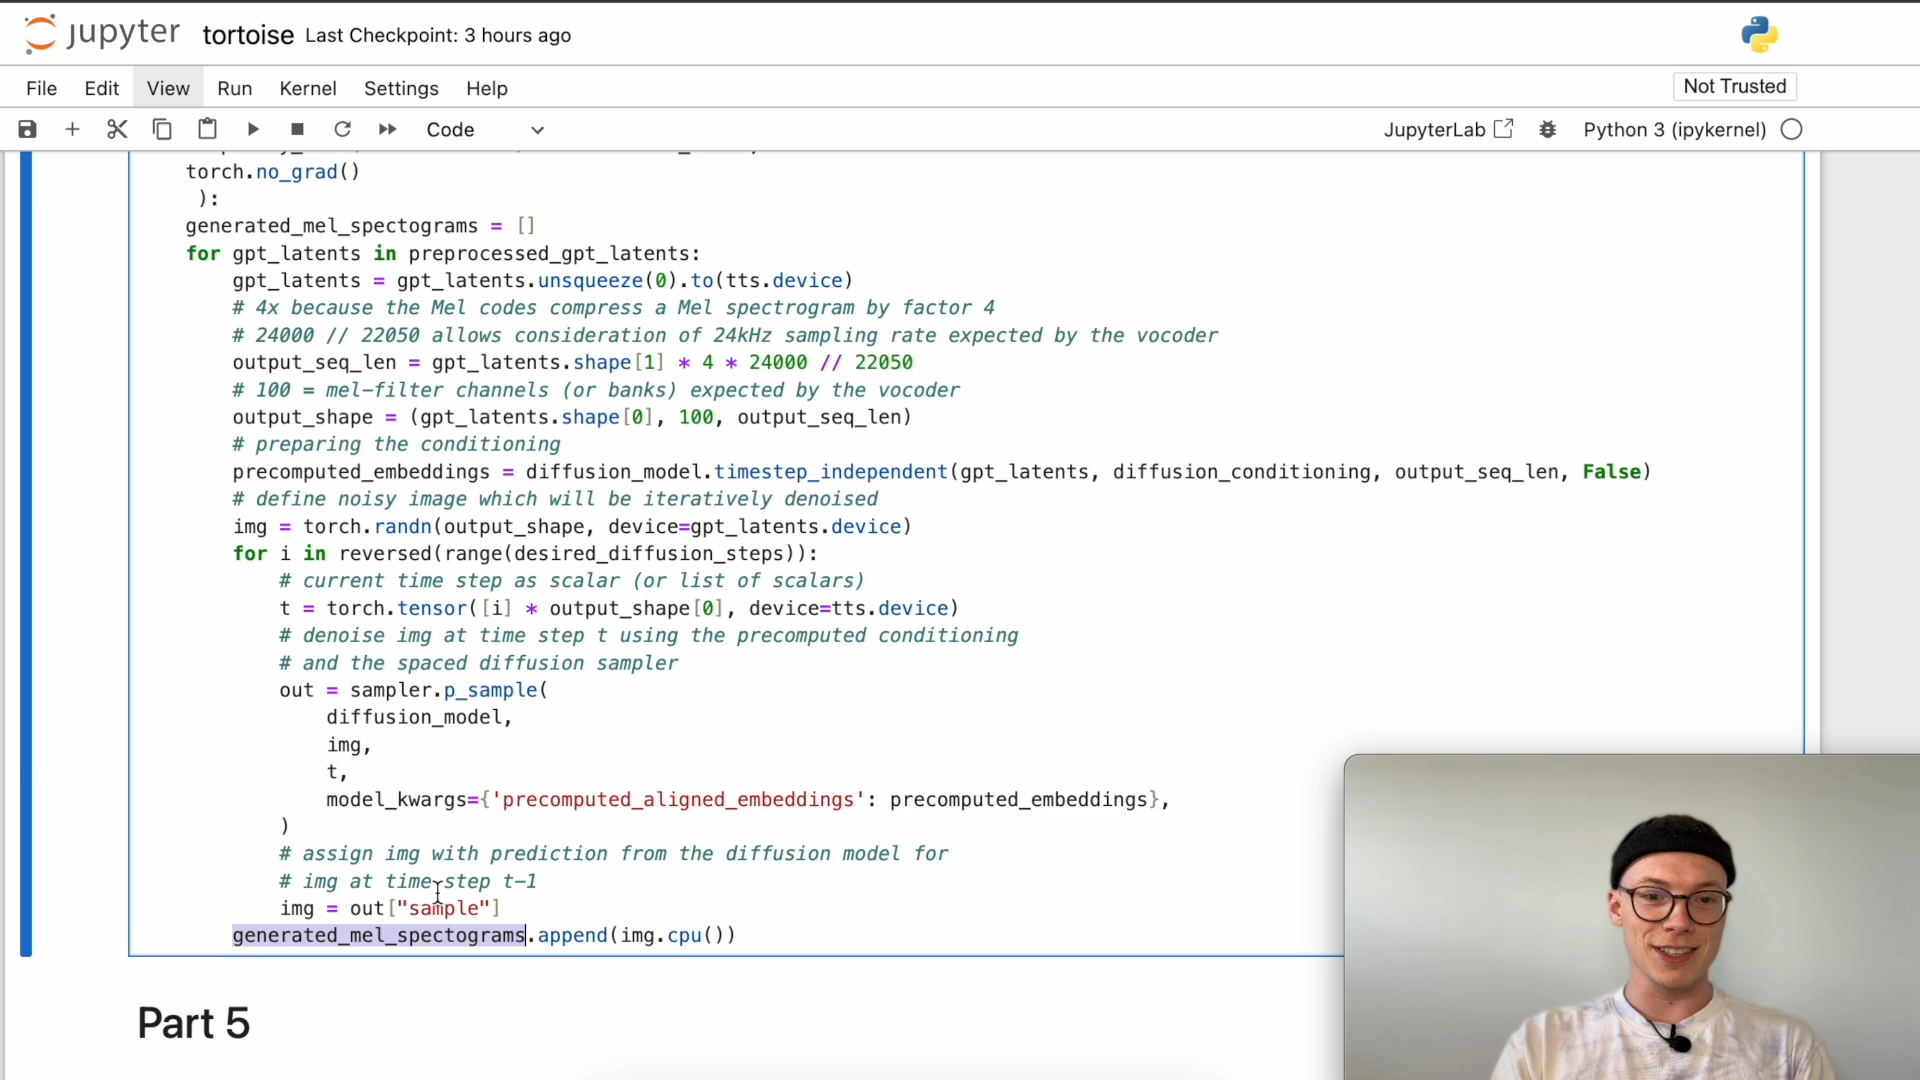 jupyter tortoise Last Checkpoint: 3 hours ago
File Edit View Run Kernel Settings Help Not Trusted
Code JupyterLab Python 3 (ipykernel)
torch.no_grad()
):
generated_mel_spectograms = []
for gpt_latents in preprocessed_gpt_latents:
gpt_latents = gpt_latents.unsqueeze(0).to(tts.device)
# 4x because the Mel codes compress a Mel spectrogram by factor 4
# 24000 // 22050 allows consideration of 24kHz sampling rate expected by the vocoder
output_seq_len = gpt_latents.shape[1] * 4 * 24000 // 22050
# 100 = mel-filter channels (or banks) expected by the vocoder
output_shape = (gpt_latents.shape[0], 100, output_seq_len)
# preparing the conditioning
precomputed_embeddings = diffusion_model.timestep_independent(gpt_latents, diffusion_conditioning, output_seq_len, False)
# define noisy image which will be iteratively denoised
img = torch.randn(output_shape, device=gpt_latents.device)
for i in reversed(range(desired_diffusion_steps)):
# current time step as scalar (or list of scalars)
t = torch.tensor([i] * output_shape[0], device=tts.device)
# denoise img at time step t using the precomputed conditioning
# and the spaced diffusion sampler
out = sampler.p_sample(
diffusion_model,
img,
t,
model_kwargs={'precomputed_aligned_embeddings': precomputed_embeddings},
)
# assign img with prediction from the diffusion model for
# img at time step t-1
img = out["sample"]
generated_mel_spectograms.append(img.cpu())
Part 5